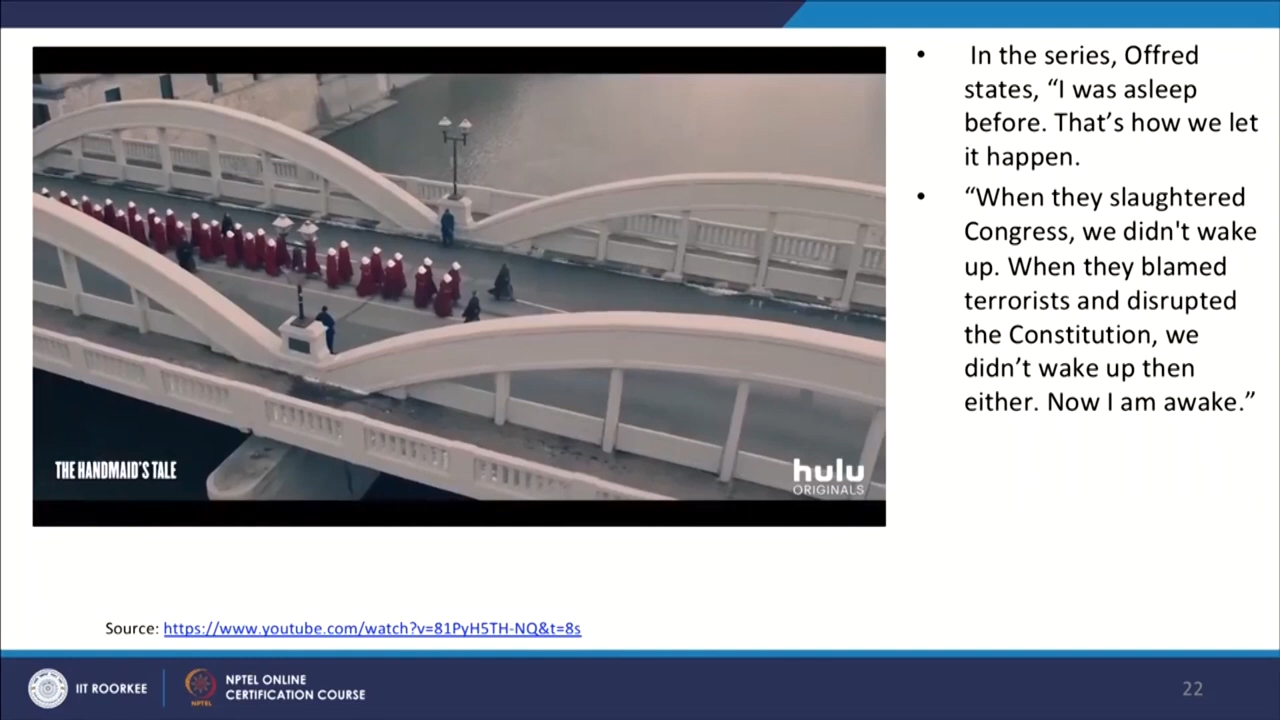 • In the series, Offred
states, “I was asleep
before. That’s how we let
it happen.
• “When they slaughtered
Congress, we didn't wake
up. When they blamed
terrorists and disrupted
the Constitution, we
didn’t wake up then
either. Now I am awake.”
THE HANDMAID'S TALE
hulu
ORIGINALS
Source: https://www.youtube.com/watch?v=81PyH5TH-NQ&t=8s
IIT ROORKEE
NPTEL
NPTEL ONLINE
CERTIFICATION COURSE
22